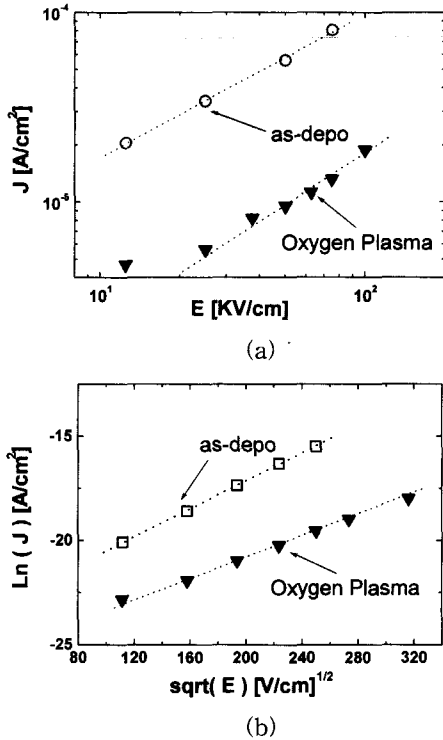 10⁻⁴
10⁻⁵
J [A/cm²]
as-depo
Oxygen Plasma
10¹
10²
E [KV/cm]
(a)
-15
-20
-25
Ln ( J ) [A/cm²]
as-depo
Oxygen Plasma
80 120 160 200 240 280 320
sqrt( E ) [V/cm]¹/²
(b)